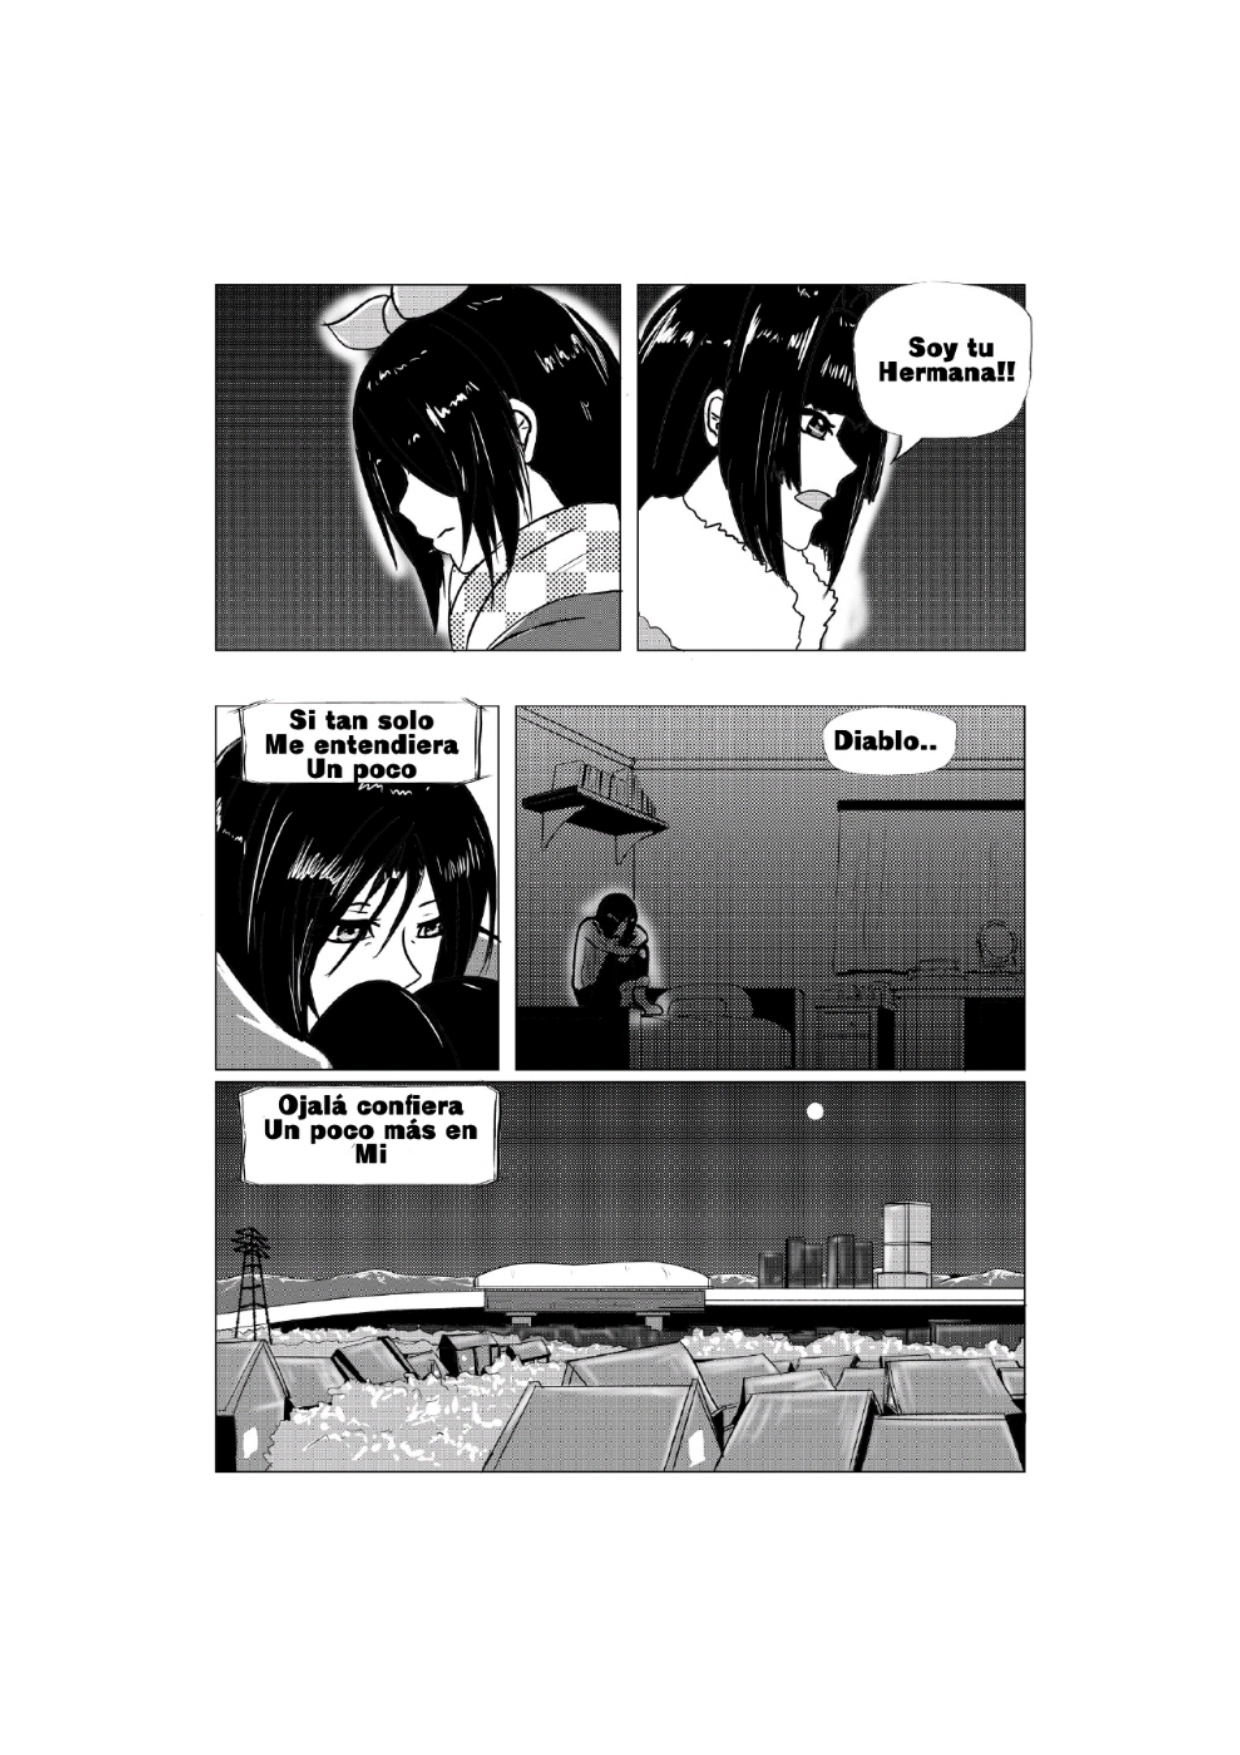 Soy tu
Hermana!!
Si tan solo
Me entendiera
Un poco
Diablo..
Ojalá confiera
Un poco más en
Mi